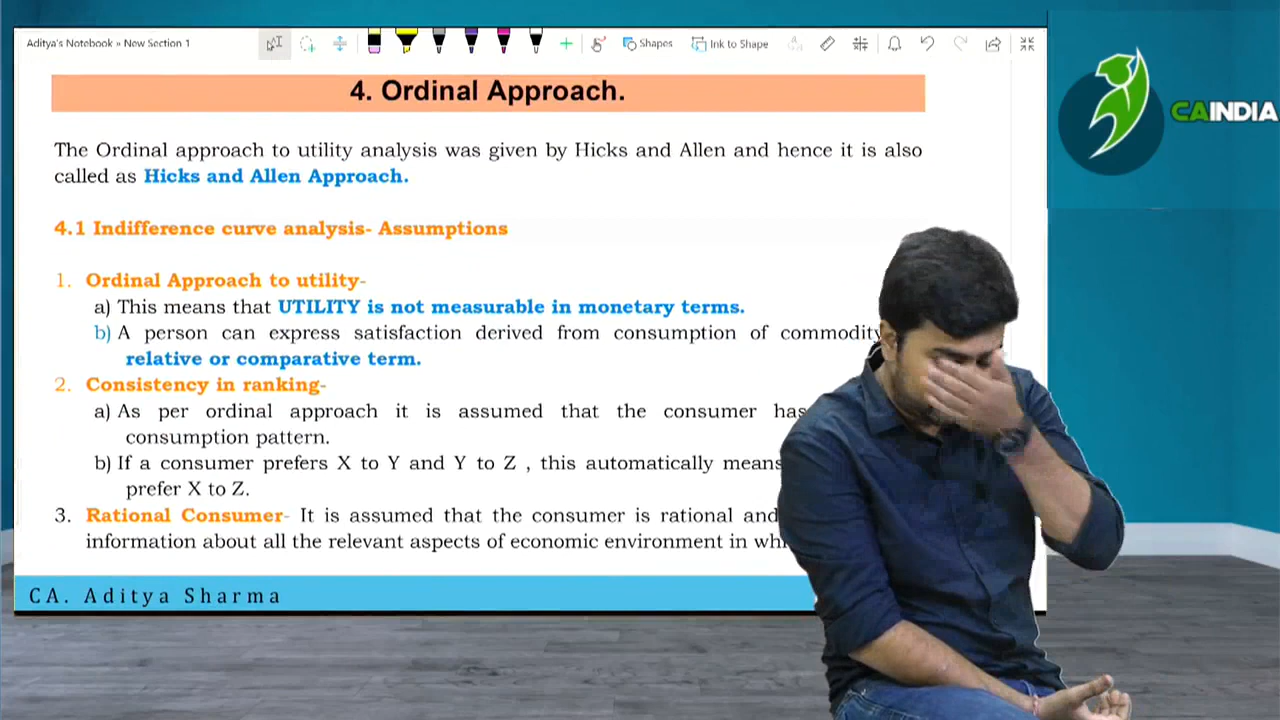 Aditya's Notebook » New Section 1
Shapes
Ink to Shape
CAINDIA
4. Ordinal Approach.
The Ordinal approach to utility analysis was given by Hicks and Allen and hence it is also
called as Hicks and Allen Approach.
4.1 Indifference curve analysis- Assumptions
1. Ordinal Approach to utility-
a) This means that UTILITY is not measurable in monetary terms.
b) A person can express satisfaction derived from consumption of commodity
relative or comparative term.
2. Consistency in ranking-
a) As per ordinal approach it is assumed that the consumer has
consumption pattern.
b) If a consumer prefers X to Y and Y to Z , this automatically means
prefer X to Z.
3. Rational Consumer- It is assumed that the consumer is rational and
information about all the relevant aspects of economic environment in
CA. Aditya Sharma